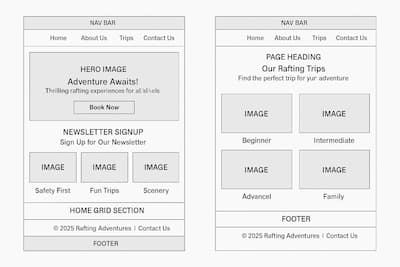 NAV BAR
Home About Us Trips Contact Us
HERO IMAGE
Adventure Awaits!
Thrilling rafting experiences for all
Book Now
NEWSLETTER SIGNUP
Sign Up for Our Newsletter
IMAGE IMAGE IMAGE
Safety First Fun Trips Scenery
HOME GRID SECTION
© 2025 Rafting Adventures | Contact Us
FOOTER
NAV BAR
Home About Us Trips Contact Us
PAGE HEADING
Our Rafting Trips
Find the perfect trip for your adventure
IMAGE IMAGE
Beginner Intermediate
IMAGE IMAGE
Advancel Family
FOOTER
© 2025 Rafting Adventures | Contact Us